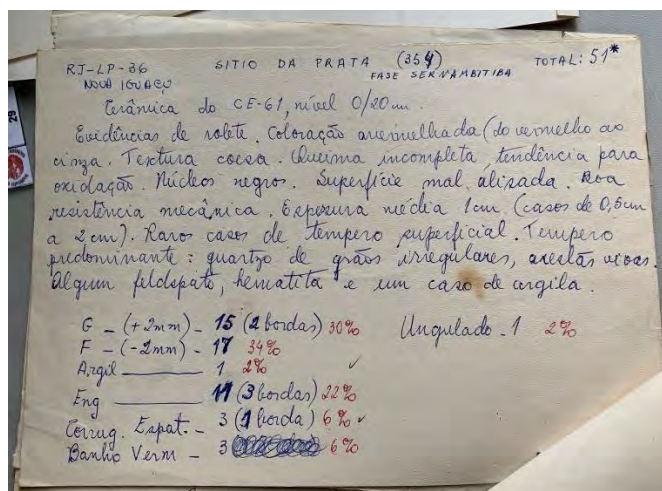 RJ-LP-36 SITIO DA PRATA (354) TOTAL: 51*
NOVA IGUAÇU FASE SERNAMBITIBA
Cerâmica do CE-61, nível 0/20cm.
Evidências de rolete. Coloração avermelhada (do vermelho ao
cinza. Textura coesa. Queima incompleta, tendência para
oxidação. Núcleos negros. Superfície mal alisada. Boa
resistência mecânica. Espessura média 1cm. (casos de 0,5cm
a 2cm). Raros casos de tempero superficial. Tempero
predominante: quartzo de grãos irregulares, arestas vivas.
Algum feldspato, hematita e um caso de argila.
G - (+2mm) - 15 (2 bordas) 30% Ungulado - 1 2%
F - (-2mm) - 17 34%
Argil - 1 2% ✓
Eng - 11 (3 bordas) 22%
Corrug. Espat. - 3 (1 borda) 6% ✓
Banho Verm - 3 6%
29